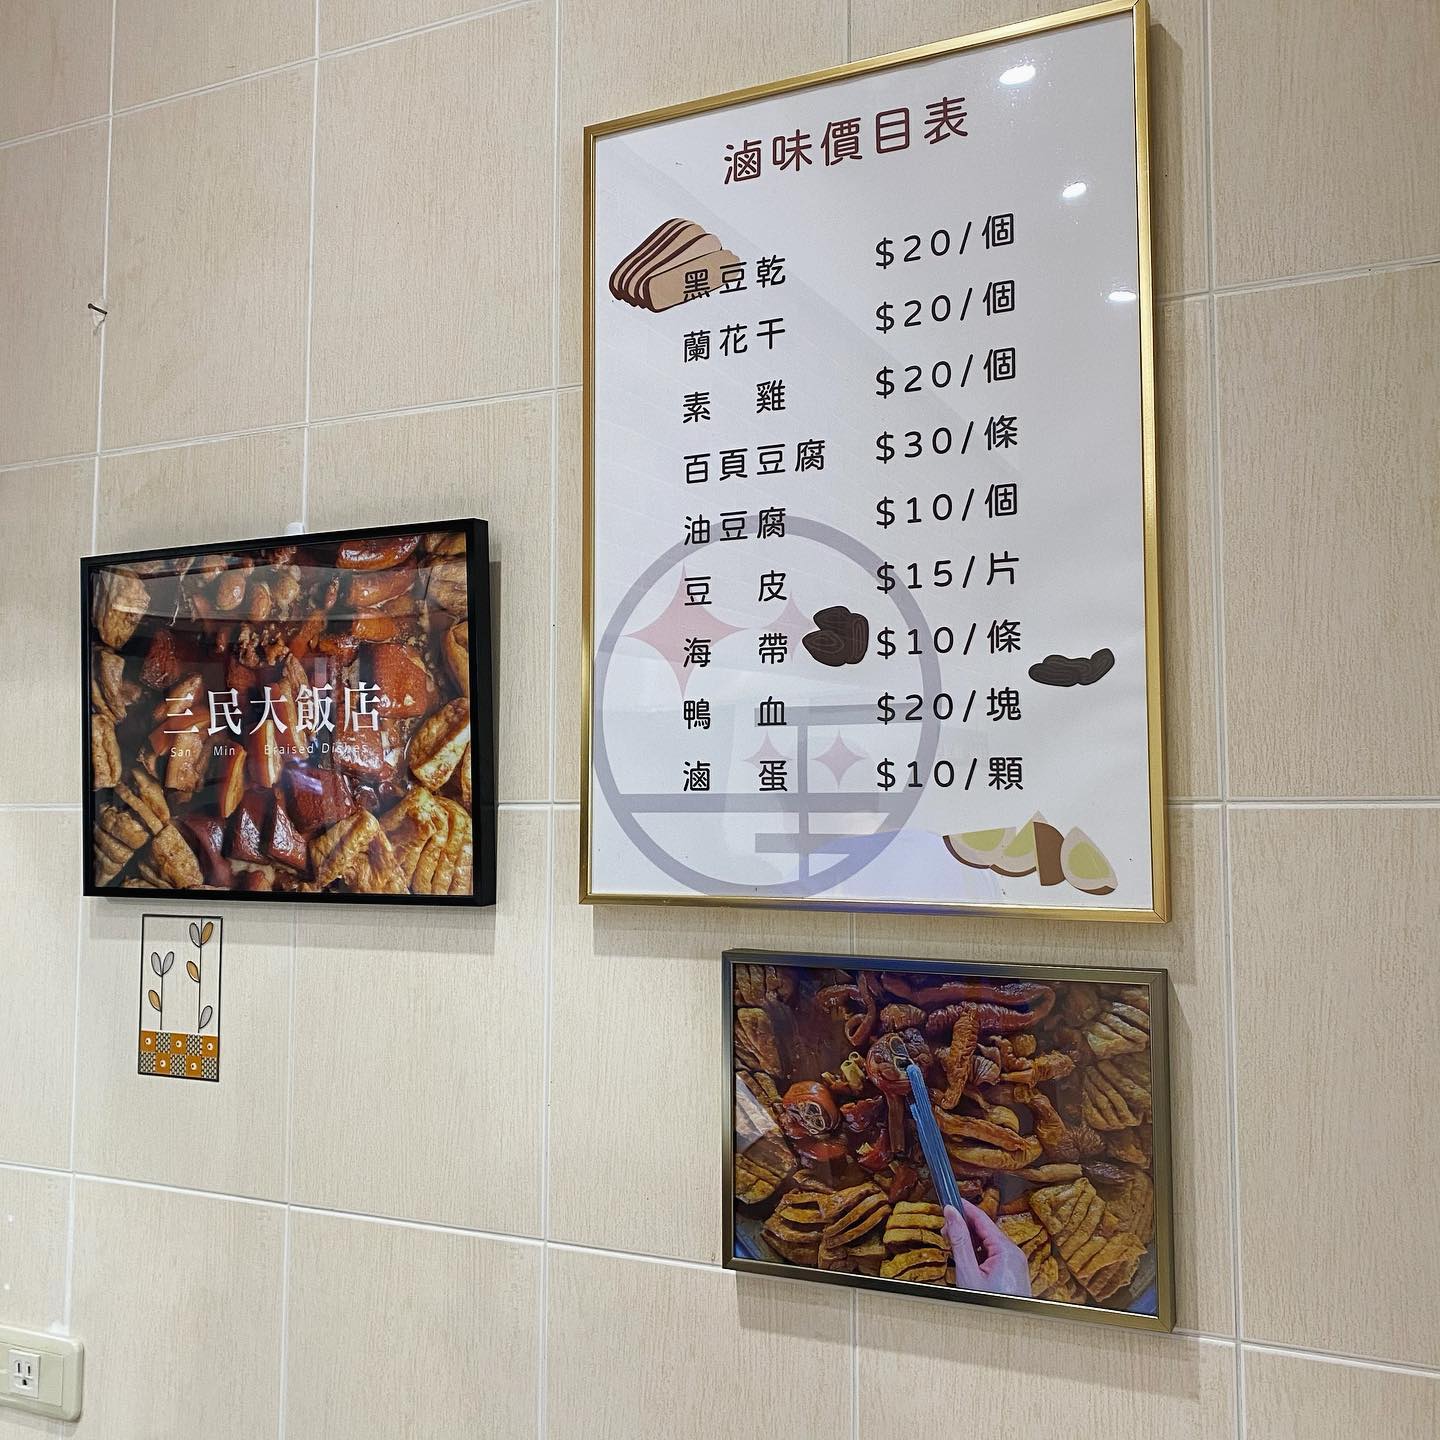 滷味價目表
黑豆乾 $20/個
蘭花干 $20/個
素雞 $20/個
百頁豆腐 $30/條
油豆腐 $10/個
豆皮 $15/片
海帶 $10/條
鴨血 $20/塊
滷蛋 $10/顆
三民大飯店
San Min Braised Dishes